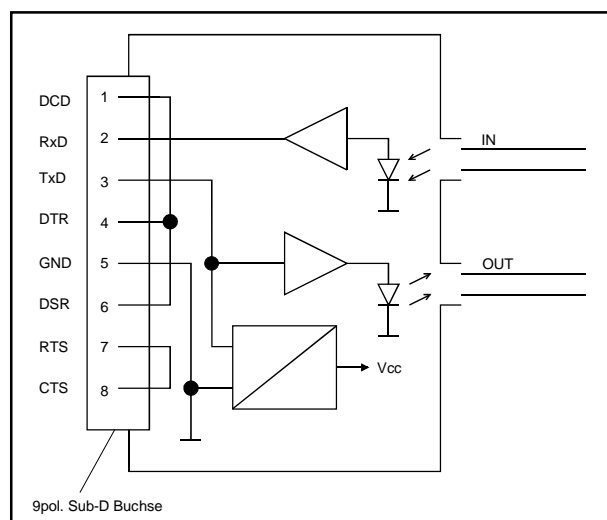 DCD 1
RxD 2
TxD 3
DTR 4
GND 5
DSR 6
RTS 7
CTS 8
IN
OUT
Vcc
9pol. Sub-D Buchse